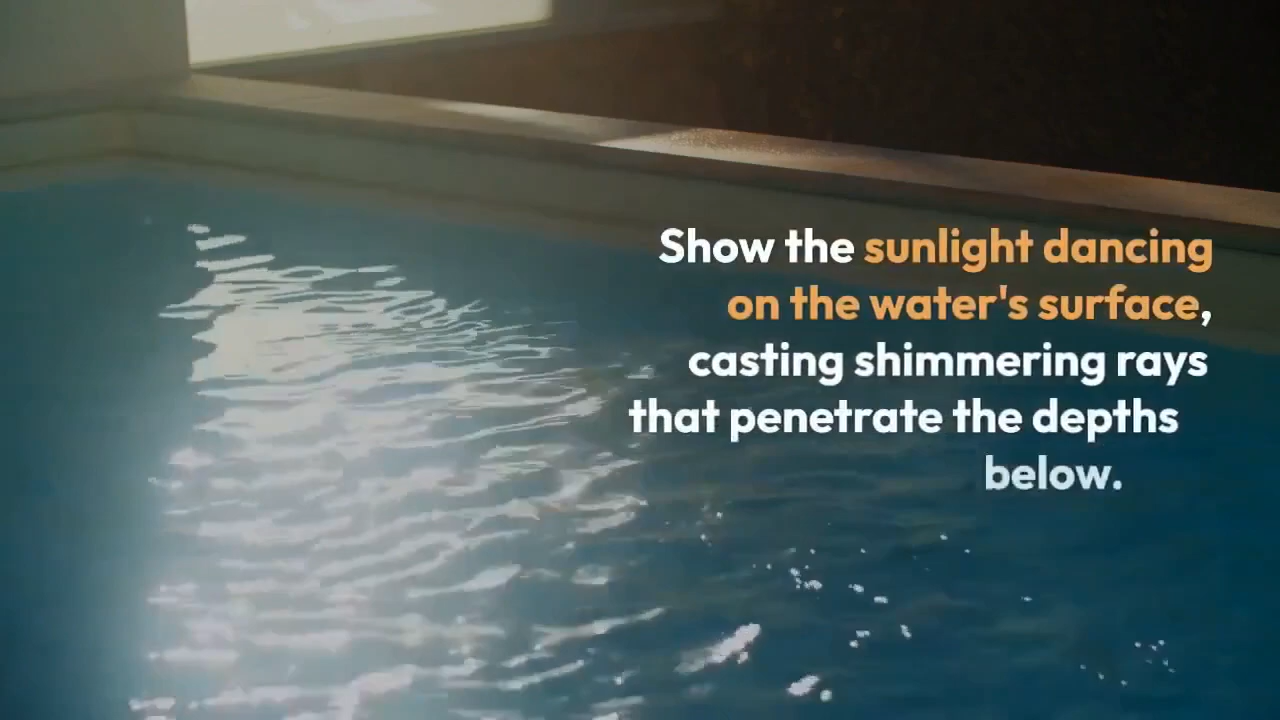 Show the sunlight dancing
on the water's surface,
casting shimmering rays
that penetrate the depths
below.